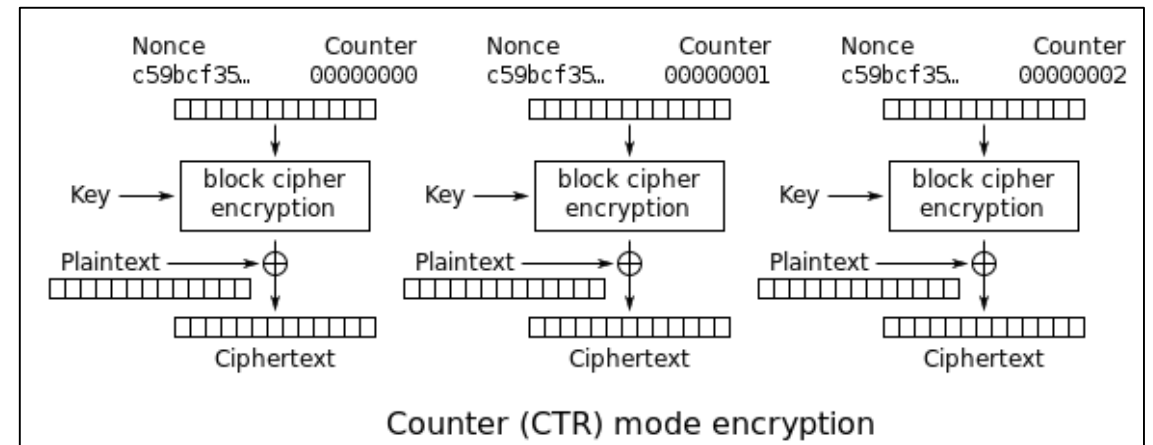 Nonce Counter Nonce Counter Nonce Counter
c59bcf35… 00000000 c59bcf35… 00000001 c59bcf35… 00000002
Key block cipher encryption Key block cipher encryption Key block cipher encryption
Plaintext Plaintext Plaintext
Ciphertext Ciphertext Ciphertext
Counter (CTR) mode encryption